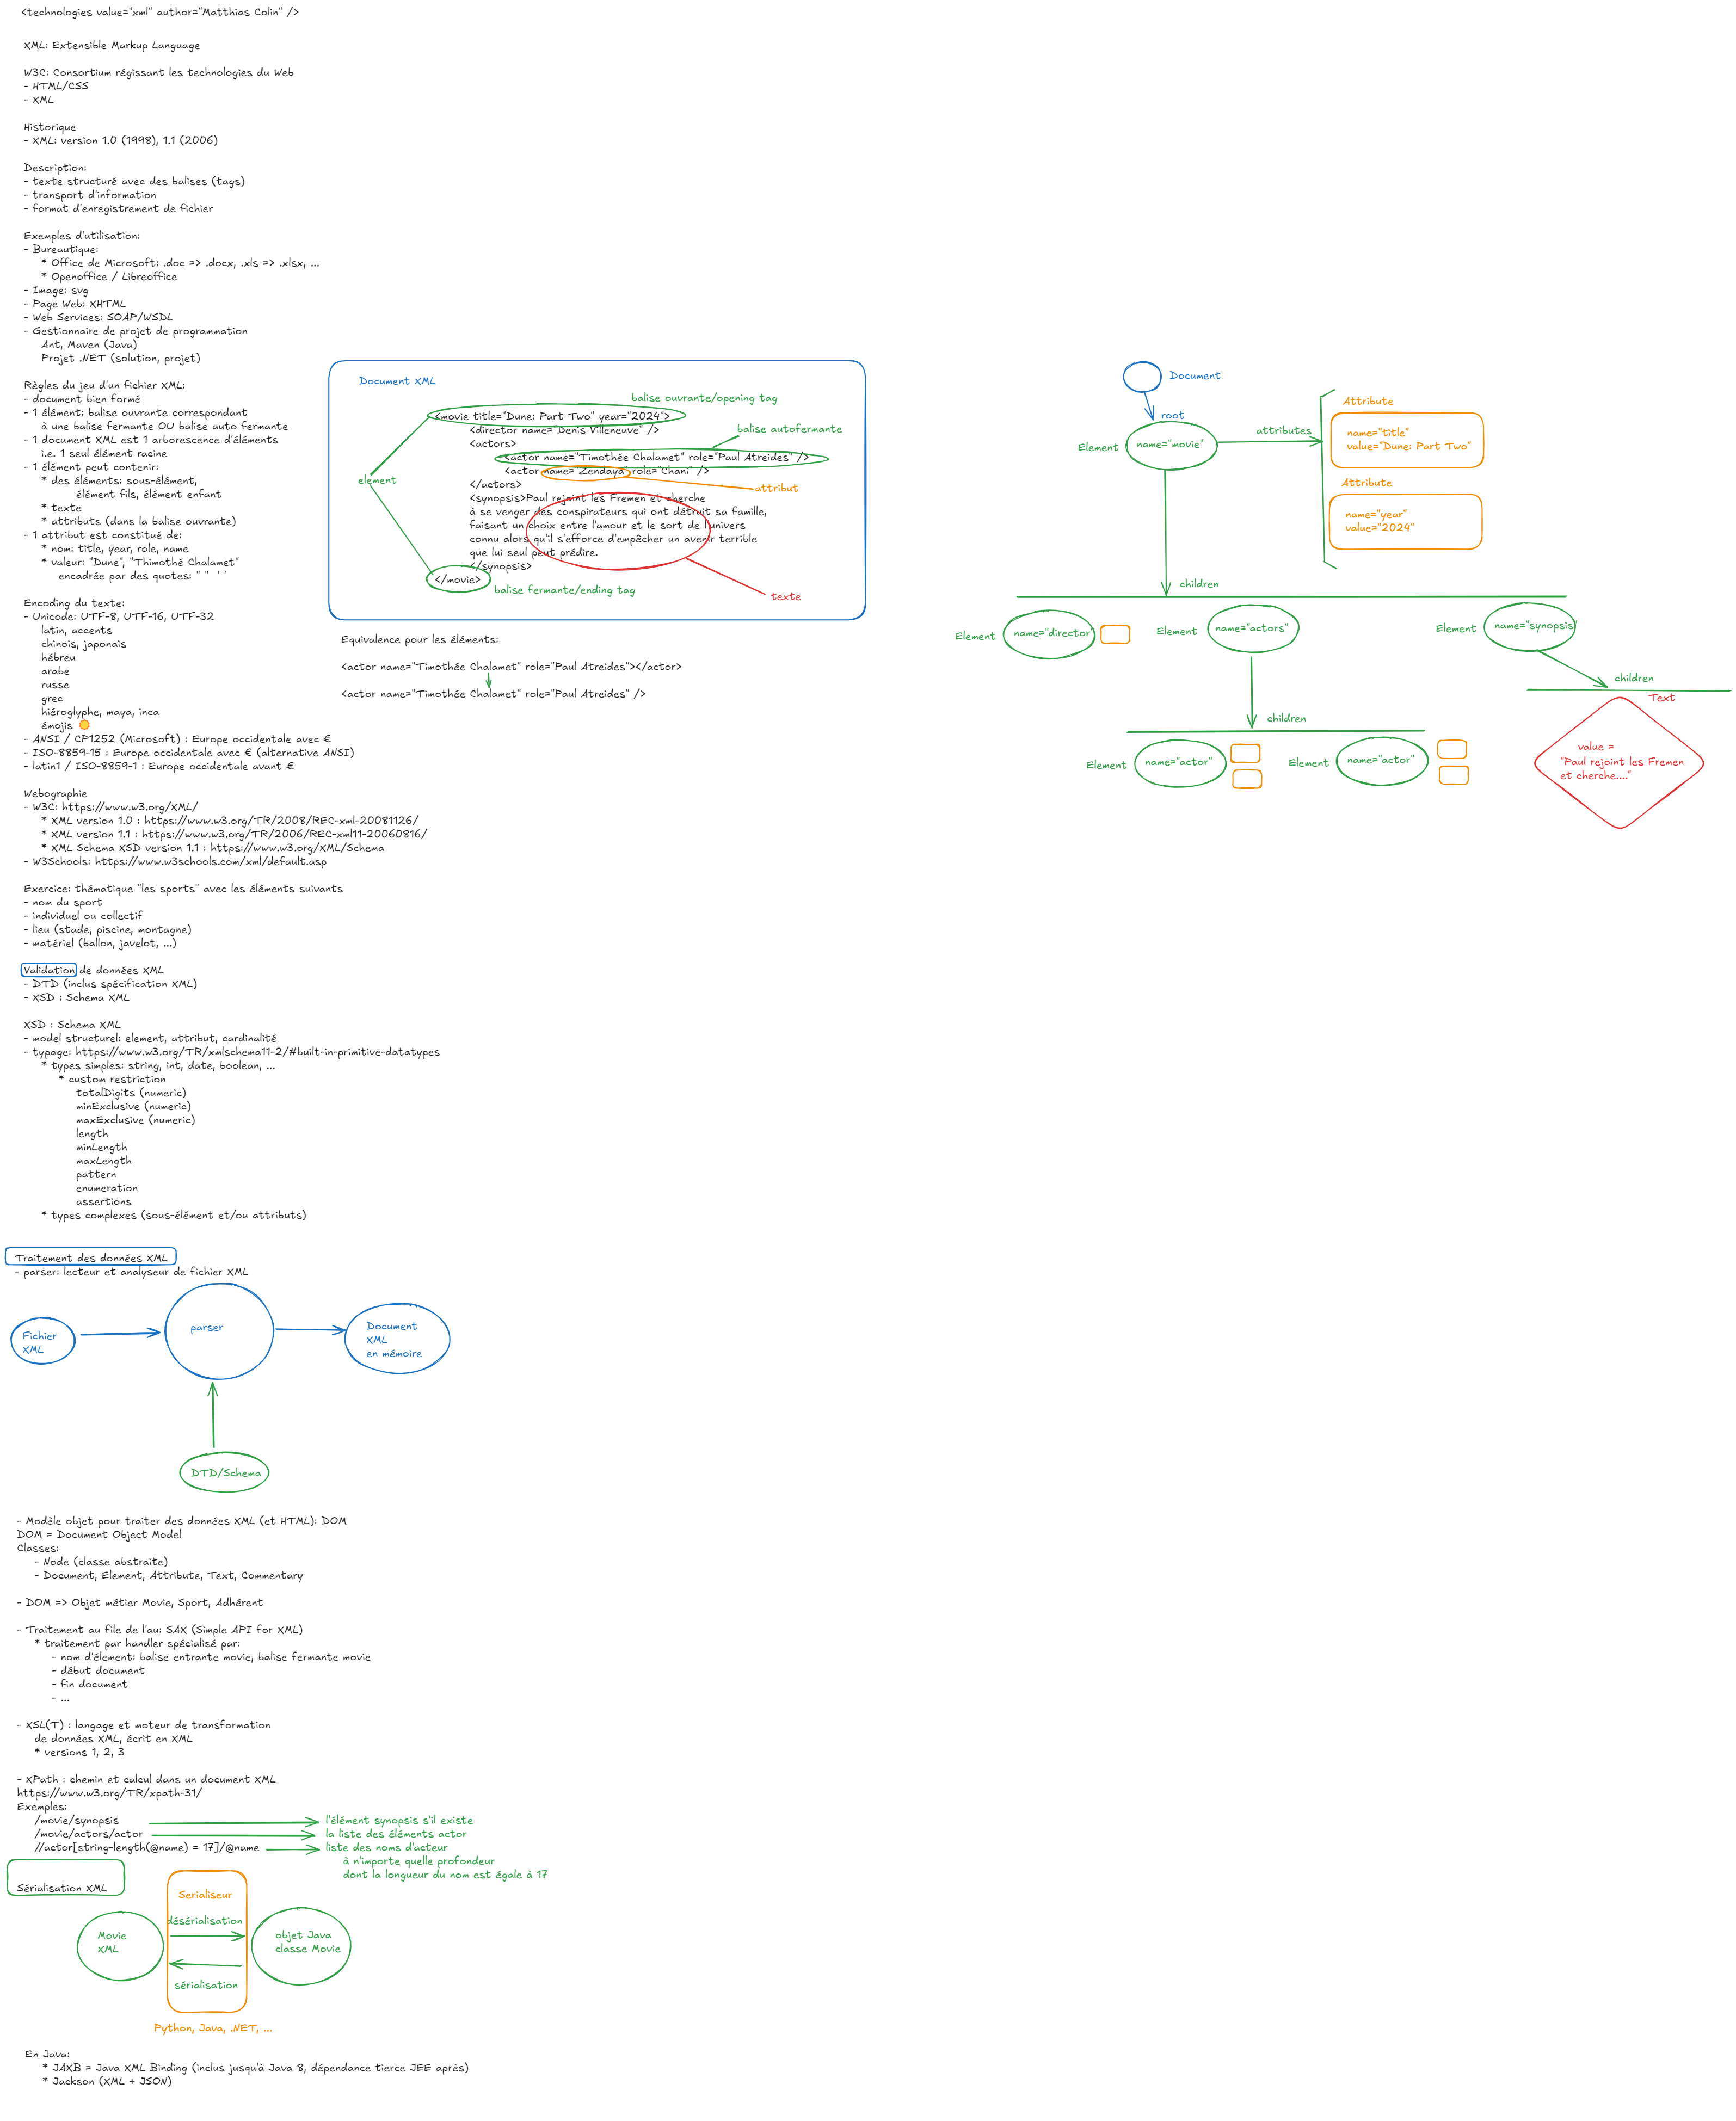 <technologies value="xml" author="Matthias Colin" />
XML: Extensible Markup Language
W3C: Consortium régissant les technologies du Web
- HTML/CSS
- XML
Historique
- XML: version 1.0 (1998), 1.1 (2006)
Description:
- texte structuré avec des balises (tags)
- transport d'information
- format d'enregistrement de fichier
Exemples d'utilisation:
- Bureautique:
* Office de Microsoft: .doc => .docx, .xls => .xlsx, ...
* Openoffice / Libreoffice
- Image: svg
- Page Web: XHTML
- Web Services: SOAP/WSDL
- Gestionnaire de projet de programmation
Ant, Maven (Java)
Projet .NET (solution, projet)
Règles du jeu d'un fichier XML:
- document bien formé
- 1 élément: balise ouvrante correspondant
à une balise fermante OU balise auto fermante
- 1 document XML est 1 arborescence d'éléments
i.e. 1 seul élément racine
- 1 élément peut contenir:
* des éléments: sous-élément,
élément fils, élément enfant
* texte
* attributs (dans la balise ouvrante)
- 1 attribut est constitué de:
* nom: title, year, role, name
* valeur: "Dune", "Thimothé Chalamet"
encadrée par des quotes: " " ' '
Encoding du texte:
- Unicode: UTF-8, UTF-16, UTF-32
latin, accents
chinois, japonais
hébreu
arabe
russe
grec
hiéroglyphe, maya, inca
émojis 🌞
- ANSI / CP1252 (Microsoft) : Europe occidentale avec €
- ISO-8859-15 : Europe occidentale avec € (alternative ANSI)
- latin1 / ISO-8859-1 : Europe occidentale avant €
Webographie
- W3C: https://www.w3.org/XML/
* XML version 1.0 : https://www.w3.org/TR/2008/REC-xml-20081126/
* XML version 1.1 : https://www.w3.org/TR/2006/REC-xml11-20060816/
* XML Schema XSD version 1.1 : https://www.w3.org/XML/Schema
- W3Schools: https://www.w3schools.com/xml/default.asp
Exercice: thématique "les sports" avec les éléments suivants
- nom du sport
- individuel ou collectif
- lieu (stade, piscine, montagne)
- matériel (ballon, javelot, ...)
Validation de données XML
- DTD (inclus spécification XML)
- XSD : Schema XML
XSD : Schema XML
- model structurel: element, attribut, cardinalité
- typage: https://www.w3.org/TR/xmlschema11-2/#built-in-primitive-datatypes
* types simples: string, int, date, boolean, ...
* custom restriction
totalDigits (numeric)
minExclusive (numeric)
maxExclusive (numeric)
length
minLength
maxLength
pattern
enumeration
assertions
* types complexes (sous-élément et/ou attributs)
Document XML
balise ouvrante/opening tag
<movie title="Dune: Part Two" year="2024">
<director name="Denis Villeneuve" />
balise autofermante
<actors>
<actor name="Timothée Chalamet" role="Paul Atreides" />
<actor name="Zendaya" role="Chani" />
element
</actors>
attribut
<synopsis>Paul rejoint les Fremen et cherche
à se venger des conspirateurs qui ont détruit sa famille,
faisant un choix entre l'amour et le sort de l'univers
connu alors qu'il s'efforce d'empêcher un avenir terrible
que lui seul peut prédire.
</synopsis>
</movie>
balise fermante/ending tag
texte
Equivalence pour les éléments:
<actor name="Timothée Chalamet" role="Paul Atreides"></actor>
<actor name="Timothée Chalamet" role="Paul Atreides" />
Document
root
Element
name="movie"
attributes
Attribute
name="title"
value="Dune: Part Two"
Attribute
name="year"
value="2024"
children
Element
name="director
Element
name="actors"
Element
name="synopsis"
children
Text
value =
"Paul rejoint les Fremen
et cherche...."
children
Element
name="actor"
Element
name="actor"
Traitement des données XML
- parser: lecteur et analyseur de fichier XML
Fichier
XML
parser
Document
XML
en mémoire
DTD/Schema
- Modèle objet pour traiter des données XML (et HTML): DOM
DOM = Document Object Model
Classes:
- Node (classe abstraite)
- Document, Element, Attribute, Text, Commentary
- DOM => Objet métier Movie, Sport, Adhérent
- Traitement au file de l'au: SAX (Simple API for XML)
* traitement par handler spécialisé par:
- nom d'élement: balise entrante movie, balise fermante movie
- début document
- fin document
- ...
- XSL(T) : langage et moteur de transformation
de données XML, écrit en XML
* versions 1, 2, 3
- XPath : chemin et calcul dans un document XML
https://www.w3.org/TR/xpath-31/
Exemples:
/movie/synopsis
l'élément synopsis s'il existe
/movie/actors/actor
la liste des éléments actor
//actor[string-length(@name) = 17]/@name
liste des noms d'acteur
à n'importe quelle profondeur
dont la longueur du nom est égale à 17
Sérialisation XML
Serialiseur
désérialisation
Movie
XML
objet Java
classe Movie
sérialisation
Python, Java, .NET, ...
En Java:
* JAXB = Java XML Binding (inclus jusqu'à Java 8, dépendance tierce JEE après)
* Jackson (XML + JSON)